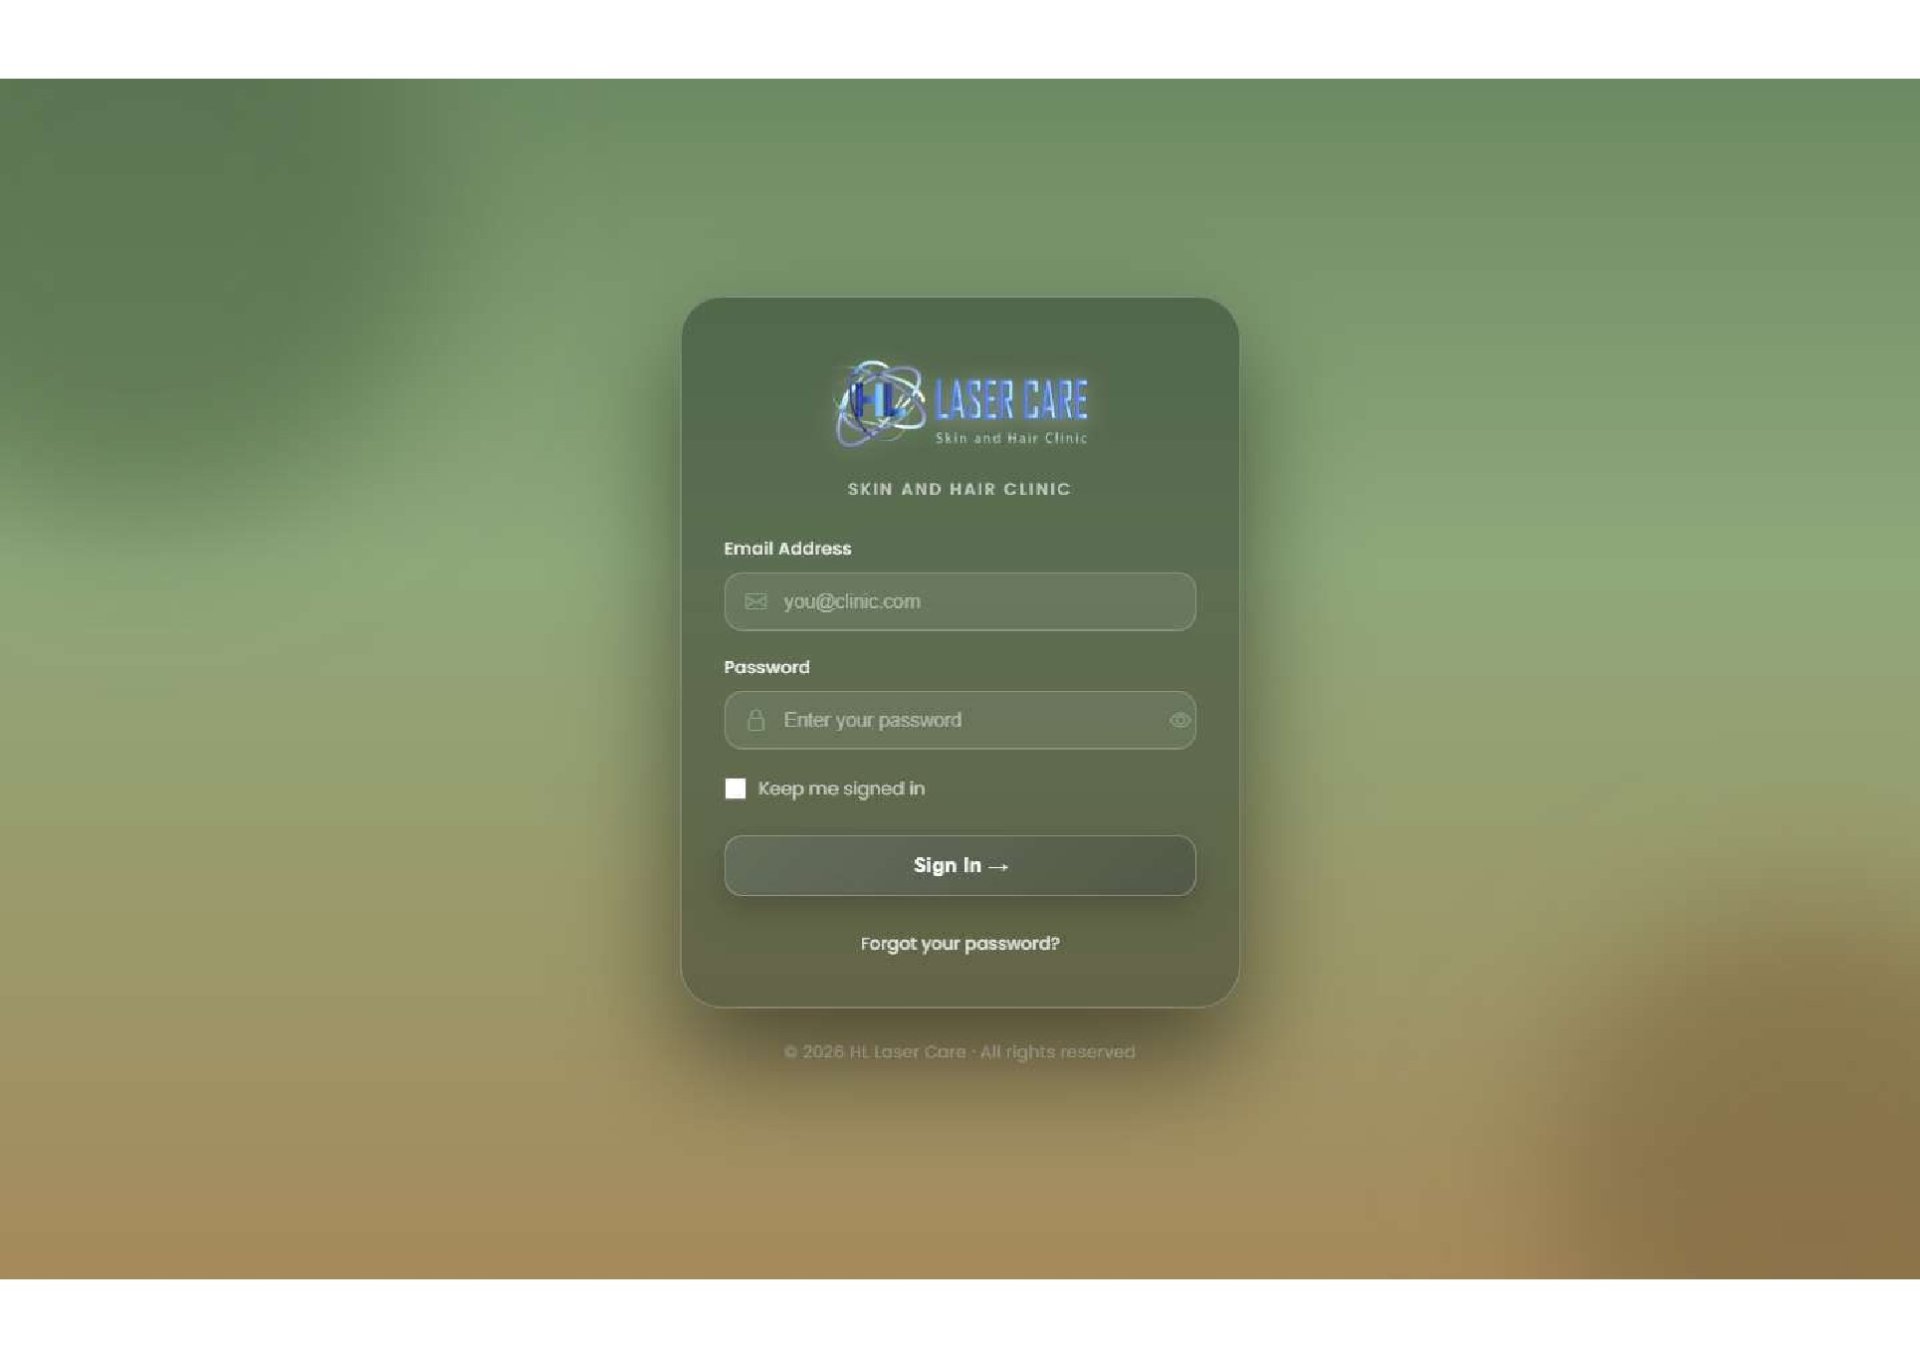 HL LASER CARE
Skin and Hair Clinic
SKIN AND HAIR CLINIC
Email Address
you@clinic.com
Password
Enter your password
Keep me signed in
Sign In →
Forgot your password?
© 2026 HL Laser Care · All rights reserved